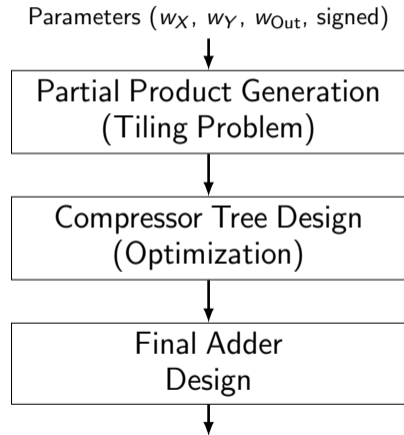 Parameters (w_X, w_Y, w_Out, signed)
Partial Product Generation
(Tiling Problem)
Compressor Tree Design
(Optimization)
Final Adder
Design